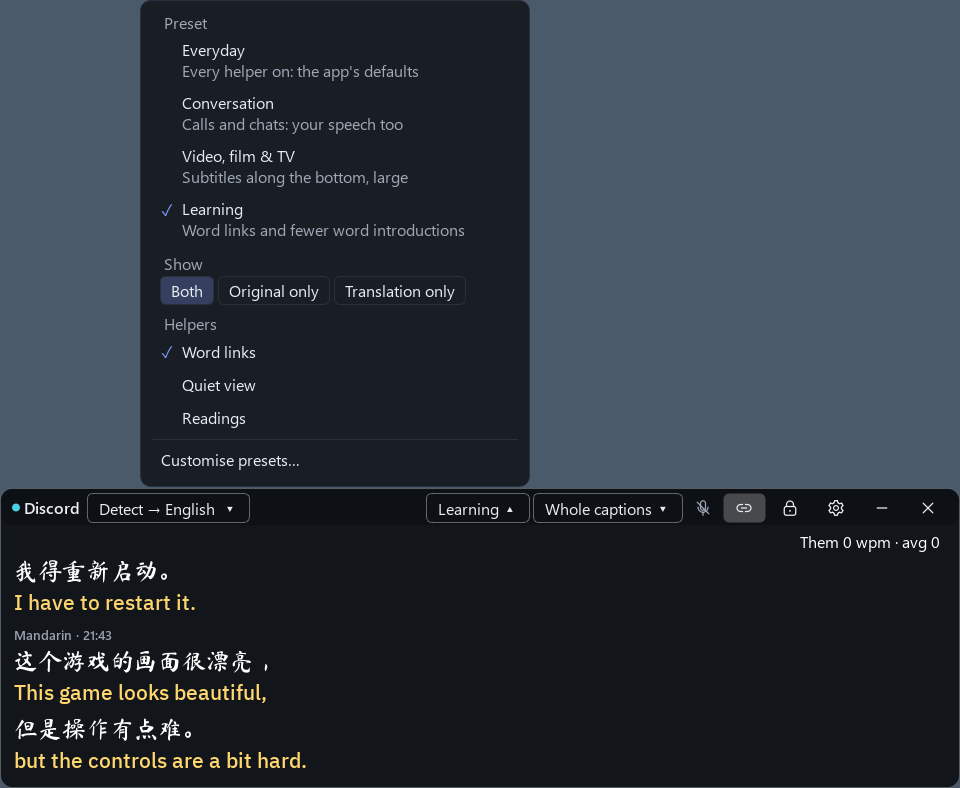 Preset
Everyday
Every helper on: the app's defaults
Conversation
Calls and chats: your speech too
Video, film & TV
Subtitles along the bottom, large
✓ Learning
Word links and fewer word introductions
Show
Both Original only Translation only
Helpers
✓ Word links
Quiet view
Readings
Customise presets...
Discord Detect → English ▾ Learning ▴ Whole captions ▾
Them 0 wpm · avg 0
我得重新启动。
I have to restart it.
Mandarin · 21:43
这个游戏的画面很漂亮，
This game looks beautiful,
但是操作有点难。
but the controls are a bit hard.